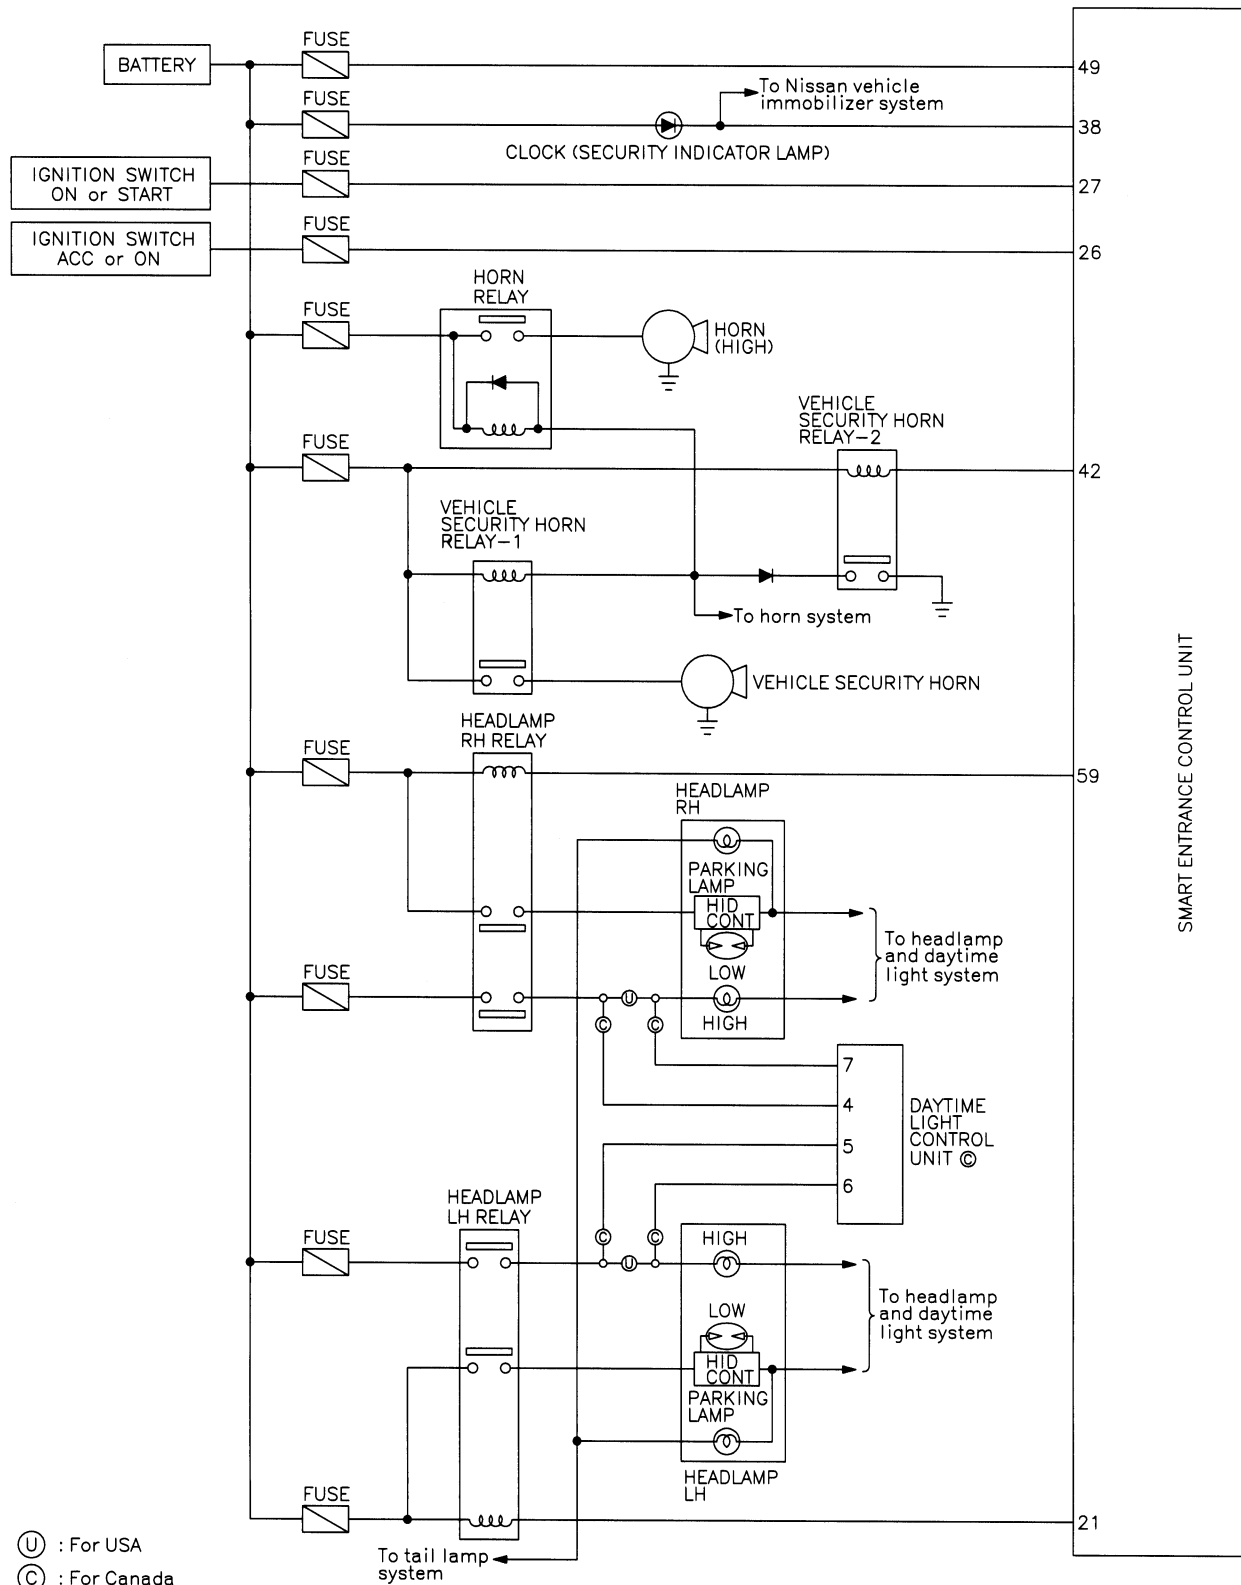 FUSE
BATTERY
49
To Nissan vehicle
immobilizer system
FUSE
38
CLOCK (SECURITY INDICATOR LAMP)
FUSE
IGNITION SWITCH
ON or START
27
FUSE
IGNITION SWITCH
ACC or ON
26
HORN
RELAY
FUSE
HORN
(HIGH)
VEHICLE
SECURITY HORN
RELAY-2
FUSE
42
VEHICLE
SECURITY HORN
RELAY-1
To horn system
VEHICLE SECURITY HORN
SMART ENTRANCE CONTROL UNIT
HEADLAMP
RH RELAY
FUSE
59
HEADLAMP
RH
PARKING
LAMP
HID
CONT
LOW
To headlamp
and daytime
light system
FUSE
U
HIGH
C
C
7
4
5
6
DAYTIME
LIGHT
CONTROL
UNIT C
HEADLAMP
LH RELAY
C
C
FUSE
U
HIGH
LOW
To headlamp
and daytime
light system
HID
CONT
PARKING
LAMP
HEADLAMP
LH
FUSE
21
U : For USA
To tail lamp
system
C : For Canada